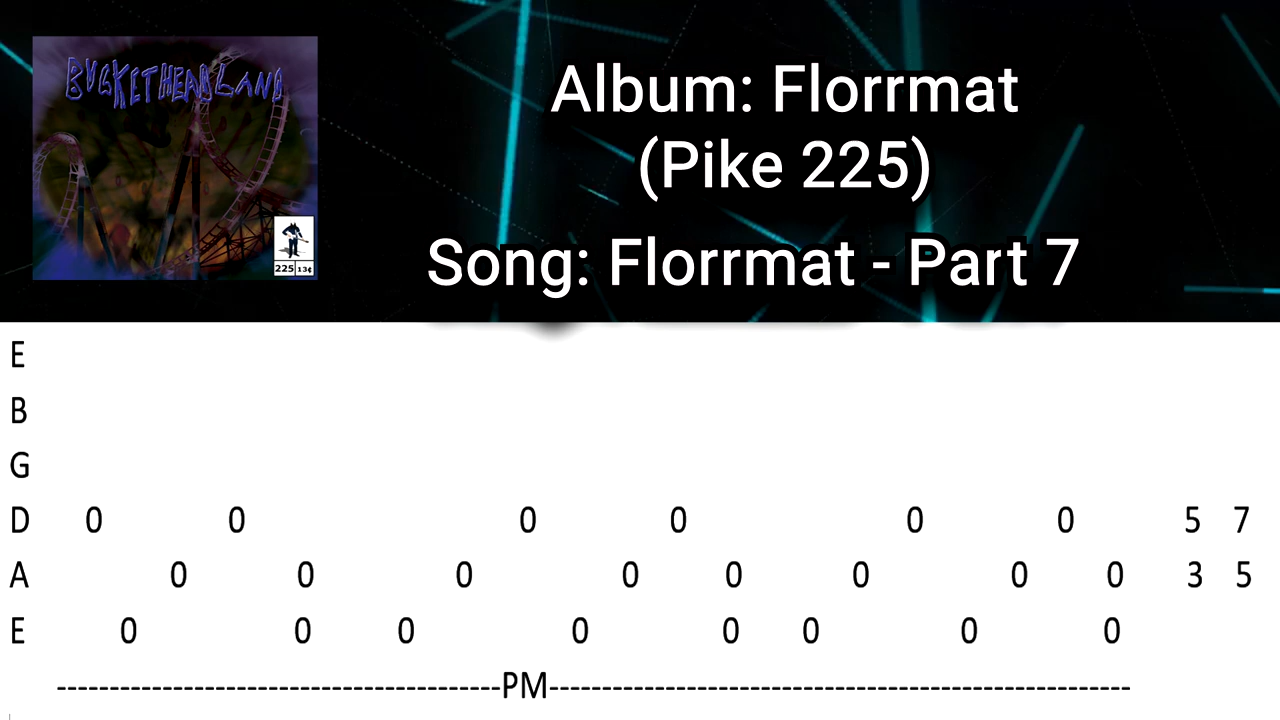 BUCKETHEADLAND
225 13¢
Album: Florrmat
(Pike 225)
Song: Florrmat - Part 7
E
B
G
D 0 0 0 0 0 0 5 7
A 0 0 0 0 0 0 0 0 3 5
E 0 0 0 0 0 0 0 0
------------------------------------------PM-------------------------------------------------------